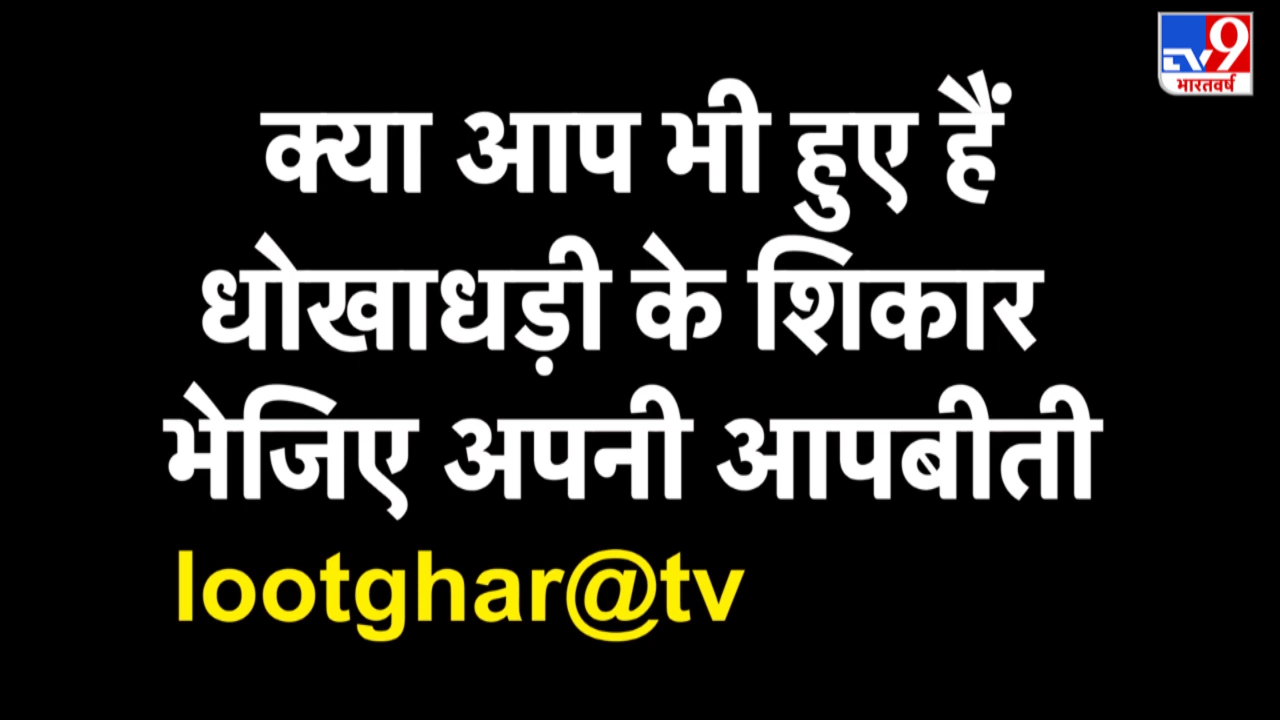 TV9
भारतवर्ष
क्या आप भी हुए हैं
धोखाधड़ी के शिकार
भेजिए अपनी आपबीती
lootghar@tv